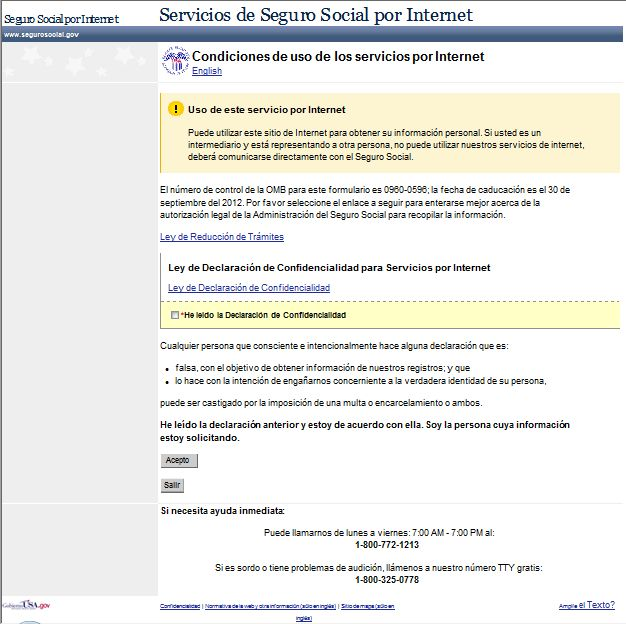 Seguro Social por Internet
Servicios de Seguro Social por Internet
www.segurosocial.gov
Condiciones de uso de los servicios por Internet
English
! Uso de este servicio por Internet
Puede utilizar este sitio de Internet para obtener su información personal. Si usted es un
intermediario y está representando a otra persona, no puede utilizar nuestros servicios de internet,
deberá comunicarse directamente con el Seguro Social.
El número de control de la OMB para este formulario es 0960-0596; la fecha de caducación es el 30 de
septiembre del 2012. Por favor seleccione el enlace a seguir para enterarse mejor acerca de la
autorización legal de la Administración del Seguro Social para recopilar la información.
Ley de Reducción de Trámites
Ley de Declaración de Confidencialidad para Servicios por Internet
Ley de Declaración de Confidencialidad
*He leído la Declaración de Confidencialidad
Cualquier persona que consciente e intencionalmente hace alguna declaración que es:
• falsa, con el objetivo de obtener información de nuestros registros; y que
• lo hace con la intención de engañarnos concerniente a la verdadera identidad de su persona,
puede ser castigado por la imposición de una multa o encarcelamiento o ambos.
He leído la declaración anterior y estoy de acuerdo con ella. Soy la persona cuya información
estoy solicitando.
Acepto
Salir
Si necesita ayuda inmediata:
Puede llamarnos de lunes a viernes: 7:00 AM - 7:00 PM al:
1-800-772-1213
Si es sordo o tiene problemas de audición, llámenos a nuestro número TTY gratis:
1-800-325-0778
GobiernoUSA.gov
Confidencialidad | Normativa de la web y otra información (sólo en inglés) | Sitio de mapa (sólo en
inglés)
Amplíe el Texto?